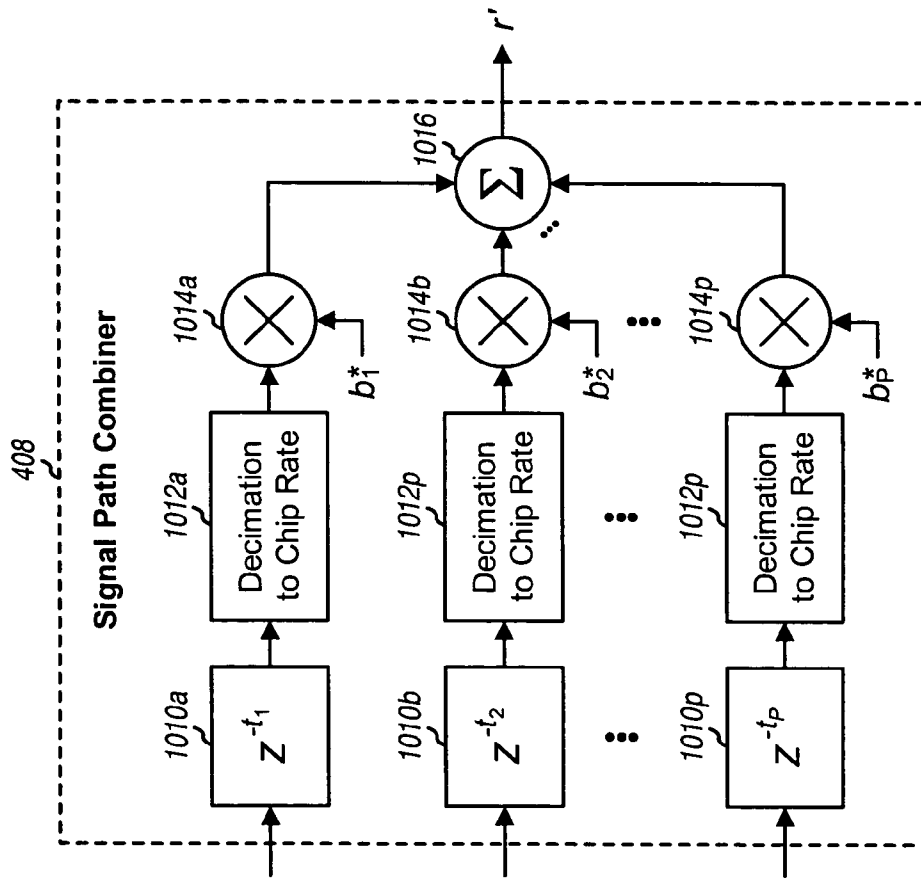 408
Signal Path Combiner
1010a
z^-t₁
1012a
Decimation
to Chip Rate
1014a
b₁*
1016
Σ
r'
1010b
z^-t₂
1012p
Decimation
to Chip Rate
1014b
b₂*
1010p
z^-tP
1012p
Decimation
to Chip Rate
1014p
bP*